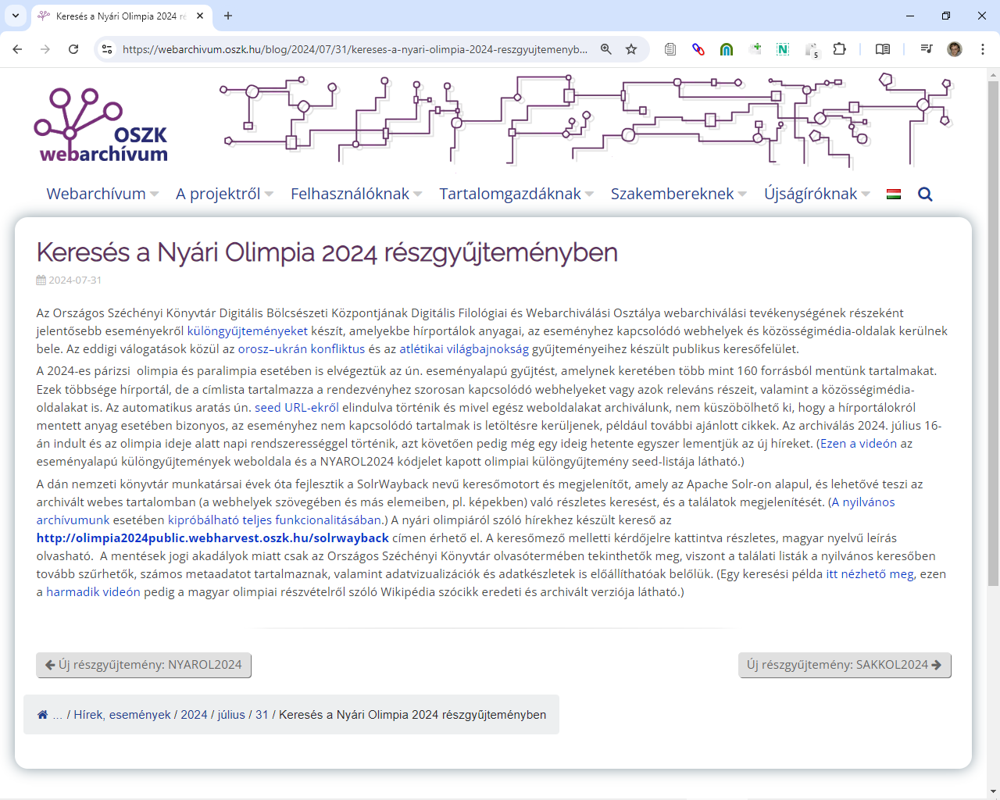 Keresés a Nyári Olimpia 2024 ré
https://webarchivum.oszk.hu/blog/2024/07/31/kereses-a-nyari-olimpia-2024-reszgyujtemenyb...
5
OSZK
webarchívum
Webarchívum A projektről Felhasználóknak Tartalomgazdáknak Szakembereknek Újságíróknak
Keresés a Nyári Olimpia 2024 részgyűjteményben
2024-07-31
Az Országos Széchényi Könyvtár Digitális Bölcsészeti Központjának Digitális Filológiai és Webarchiválási Osztálya webarchiválási tevékenységének részeként
jelentősebb eseményekről különgyűjteményeket készít, amelyekbe hírportálok anyagai, az eseményhez kapcsolódó webhelyek és közösségimédia-oldalak kerülnek
bele. Az eddigi válogatások közül az orosz–ukrán konfliktus és az atlétikai világbajnokság gyűjteményeihez készült publikus keresőfelület.
A 2024-es párizsi  olimpia és paralimpia esetében is elvégeztük az ún. eseményalapú gyűjtést, amelynek keretében több mint 160 forrásból mentünk tartalmakat.
Ezek többsége hírportál, de a címlista tartalmazza a rendezvényhez szorosan kapcsolódó webhelyeket vagy azok releváns részeit, valamint a közösségimédia-
oldalakat is. Az automatikus aratás ún. seed URL-ekről elindulva történik és mivel egész weboldalakat archiválunk, nem küszöbölhető ki, hogy a hírportálokról
mentett anyag esetében bizonyos, az eseményhez nem kapcsolódó tartalmak is letöltésre kerüljenek, például további ajánlott cikkek. Az archiválás 2024. július 16-
án indult és az olimpia ideje alatt napi rendszerességgel történik, azt követően pedig még egy ideig hetente egyszer lementjük az új híreket. (Ezen a videón az
eseményalapú különgyűjtemények weboldala és a NYAROL2024 kódjelet kapott olimpiai különgyűjtemény seed-listája látható.)
A dán nemzeti könyvtár munkatársai évek óta fejlesztik a SolrWayback nevű keresőmotort és megjelenítőt, amely az Apache Solr-on alapul, és lehetővé teszi az
archivált webes tartalomban (a webhelyek szövegében és más elemeiben, pl. képekben) való részletes keresést, és a találatok megjelenítését. (A nyilvános
archívumunk esetében kipróbálható teljes funkcionalitásában.) A nyári olimpiáról szóló hírekhez készült kereső az
http://olimpia2024public.webharvest.oszk.hu/solrwayback címen érhető el. A keresőmező melletti kérdőjelre kattintva részletes, magyar nyelvű leírás
olvasható.  A mentések jogi akadályok miatt csak az Országos Széchényi Könyvtár olvasótermében tekinthetők meg, viszont a találati listák a nyilvános keresőben
tovább szűrhetők, számos metaadatot tartalmaznak, valamint adatvizualizációk és adatkészletek is előállíthatóak belőlük. (Egy keresési példa itt nézhető meg, ezen
a harmadik videón pedig a magyar olimpiai részvételről szóló Wikipédia szócikk eredeti és archivált verziója látható.)
Új részgyűjtemény: NYAROL2024
Új részgyűjtemény: SAKKOL2024
... / Hírek, események / 2024 / július / 31 / Keresés a Nyári Olimpia 2024 részgyűjteményben